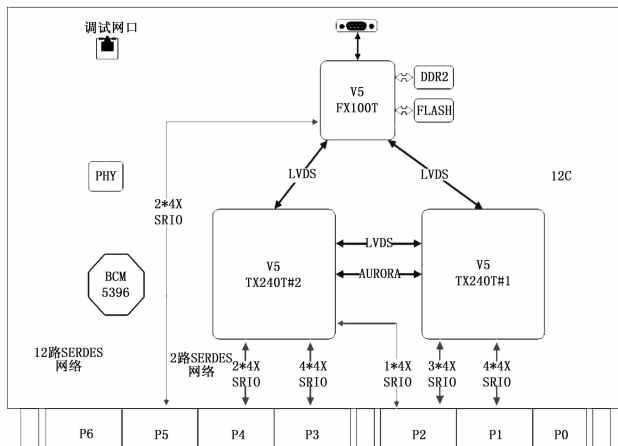 调试网口
V5
FX100T
DDR2
FLASH
LVDS
LVDS
PHY
12C
2*4X
SRIO
V5
TX240T#2
LVDS
AURORA
V5
TX240T#1
BCM
5396
12路SERDES
网络
2路SERDES
网络
2*4X
SRIO
4*4X
SRIO
1*4X
SRIO
3*4X
SRIO
4*4X
SRIO
P6
P5
P4
P3
P2
P1
P0